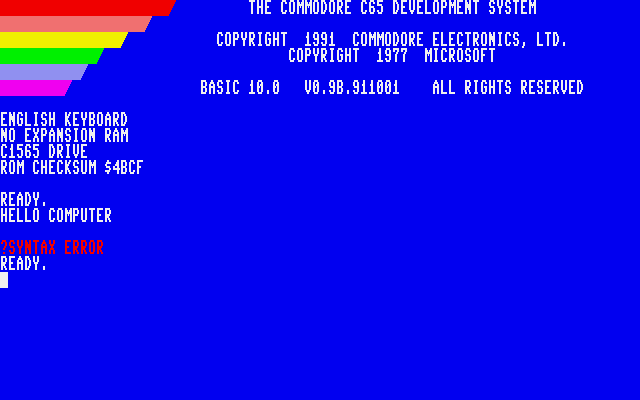 THE COMMODORE C65 DEVELOPMENT SYSTEM
COPYRIGHT  1991  COMMODORE ELECTRONICS, LTD.
COPYRIGHT  1977  MICROSOFT
BASIC 10.0   V0.9B.911001    ALL RIGHTS RESERVED
ENGLISH KEYBOARD
NO EXPANSION RAM
C1565 DRIVE
ROM CHECKSUM $4BCF
READY.
HELLO COMPUTER
?SYNTAX ERROR
READY.